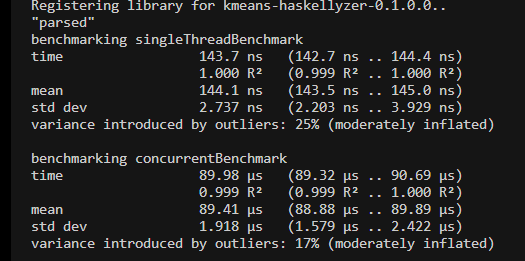 Registering library for kmeans-haskellyzer-0.1.0.0..
"parsed"
benchmarking singleThreadBenchmark
time                 143.7 ns   (142.7 ns .. 144.4 ns)
                     1.000 R²   (0.999 R² .. 1.000 R²)
mean                 144.1 ns   (143.5 ns .. 145.0 ns)
std dev              2.737 ns   (2.203 ns .. 3.929 ns)
variance introduced by outliers: 25% (moderately inflated)

benchmarking concurrentBenchmark
time                 89.98 μs   (89.32 μs .. 90.69 μs)
                     0.999 R²   (0.999 R² .. 1.000 R²)
mean                 89.41 μs   (88.88 μs .. 89.89 μs)
std dev              1.918 μs   (1.579 μs .. 2.422 μs)
variance introduced by outliers: 17% (moderately inflated)